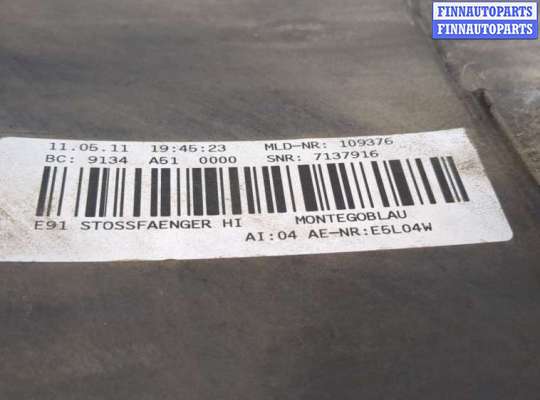 FINNAUTOPARTS
FINNAUTOPARTS
11.05.11 19:45:23 MLD-NR: 109376
BC: 9134 A51 0000 SNR: 7137916
E91 STOSSFAENGER HI MONTEGOBLAU
AI:04 AE-NR:E5L04W